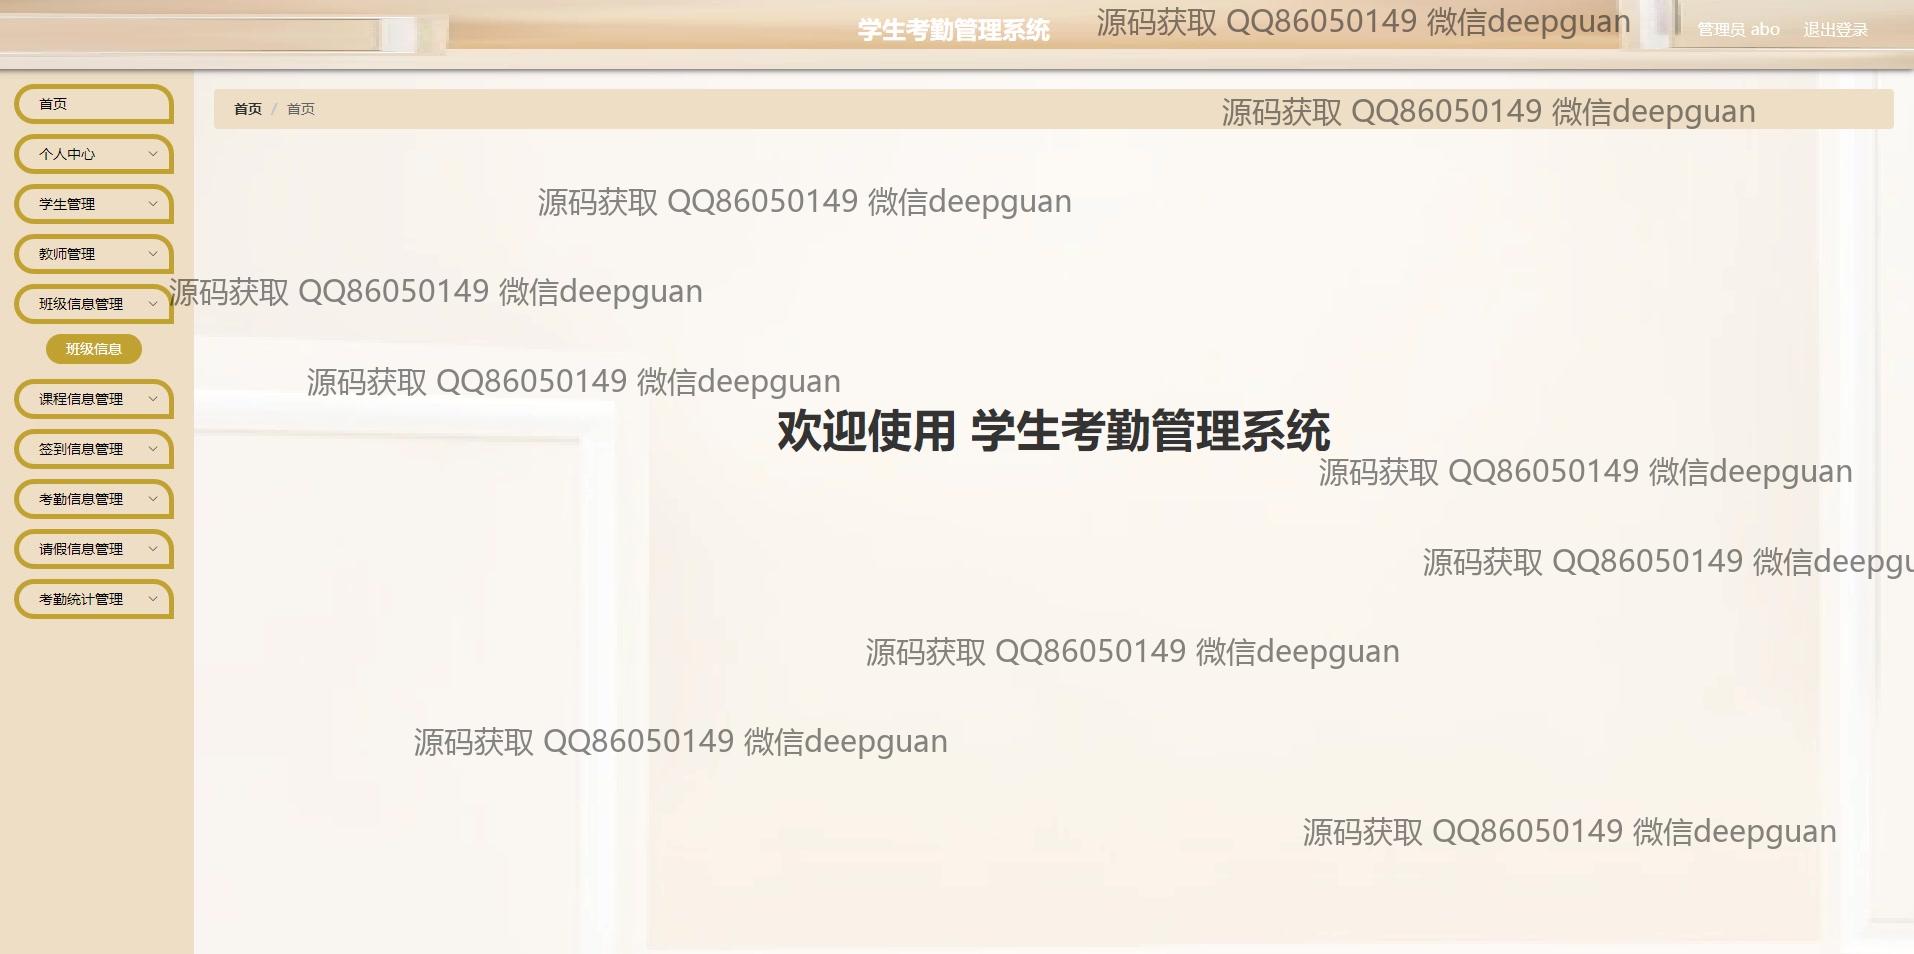 学生考勤管理系统
源码获取 QQ86050149 微信deepguan
管理员 abo
退出登录
首页
个人中心
学生管理
教师管理
班级信息管理
班级信息
课程信息管理
签到信息管理
考勤信息管理
请假信息管理
考勤统计管理
首页 / 首页
源码获取 QQ86050149 微信deepguan
源码获取 QQ86050149 微信deepguan
源码获取 QQ86050149 微信deepguan
源码获取 QQ86050149 微信deepguan
欢迎使用 学生考勤管理系统
源码获取 QQ86050149 微信deepguan
源码获取 QQ86050149 微信deepgu
源码获取 QQ86050149 微信deepguan
源码获取 QQ86050149 微信deepguan
源码获取 QQ86050149 微信deepguan